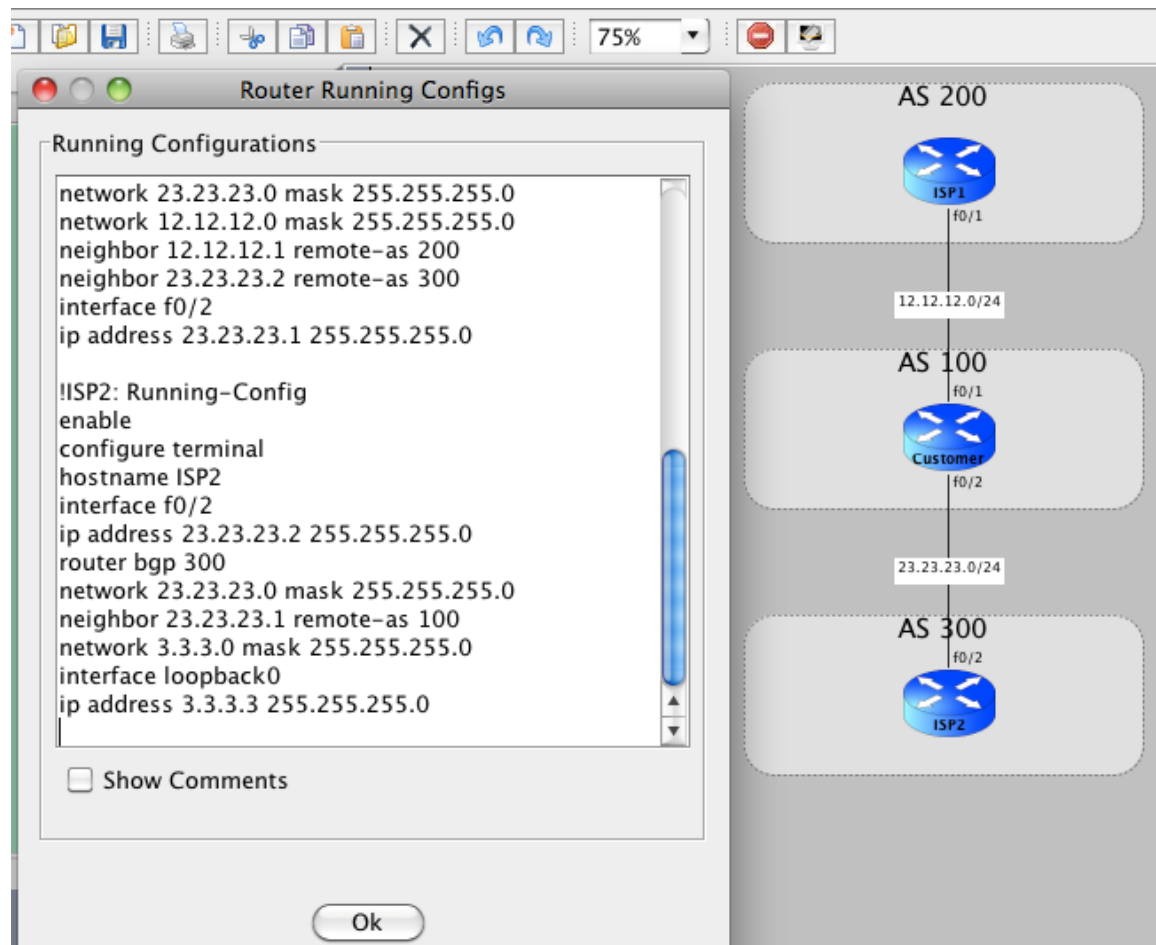 75%
Router Running Configs
Running Configurations
network 23.23.23.0 mask 255.255.255.0
network 12.12.12.0 mask 255.255.255.0
neighbor 12.12.12.1 remote-as 200
neighbor 23.23.23.2 remote-as 300
interface f0/2
ip address 23.23.23.1 255.255.255.0
!ISP2: Running-Config
enable
configure terminal
hostname ISP2
interface f0/2
ip address 23.23.23.2 255.255.255.0
router bgp 300
network 23.23.23.0 mask 255.255.255.0
neighbor 23.23.23.1 remote-as 100
network 3.3.3.0 mask 255.255.255.0
interface loopback0
ip address 3.3.3.3 255.255.255.0
Show Comments
Ok
AS 200
ISP1
f0/1
12.12.12.0/24
AS 100
f0/1
Customer
f0/2
23.23.23.0/24
AS 300
f0/2
ISP2